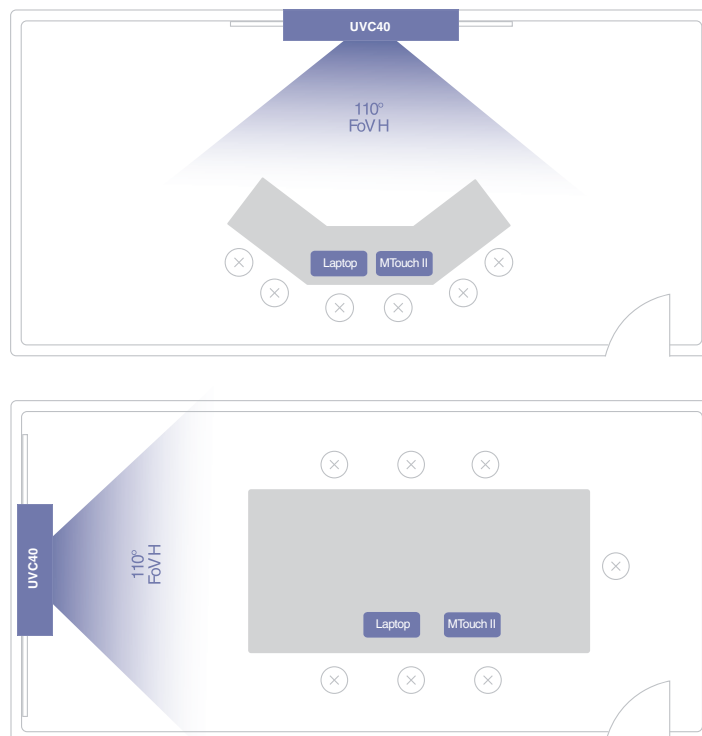 UVC40
110°
FoV H
Laptop MTouch II
UVC40
110°
FoV H
Laptop MTouch II